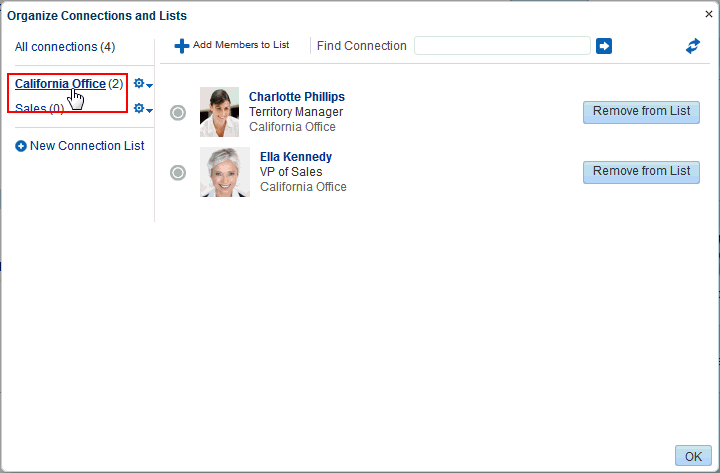 Organize Connections and Lists
All connections (4)
California Office (2)
Sales (0)
New Connection List
Add Members to List
Find Connection
Charlotte Phillips
Territory Manager
California Office
Remove from List
Ella Kennedy
VP of Sales
California Office
Remove from List
OK